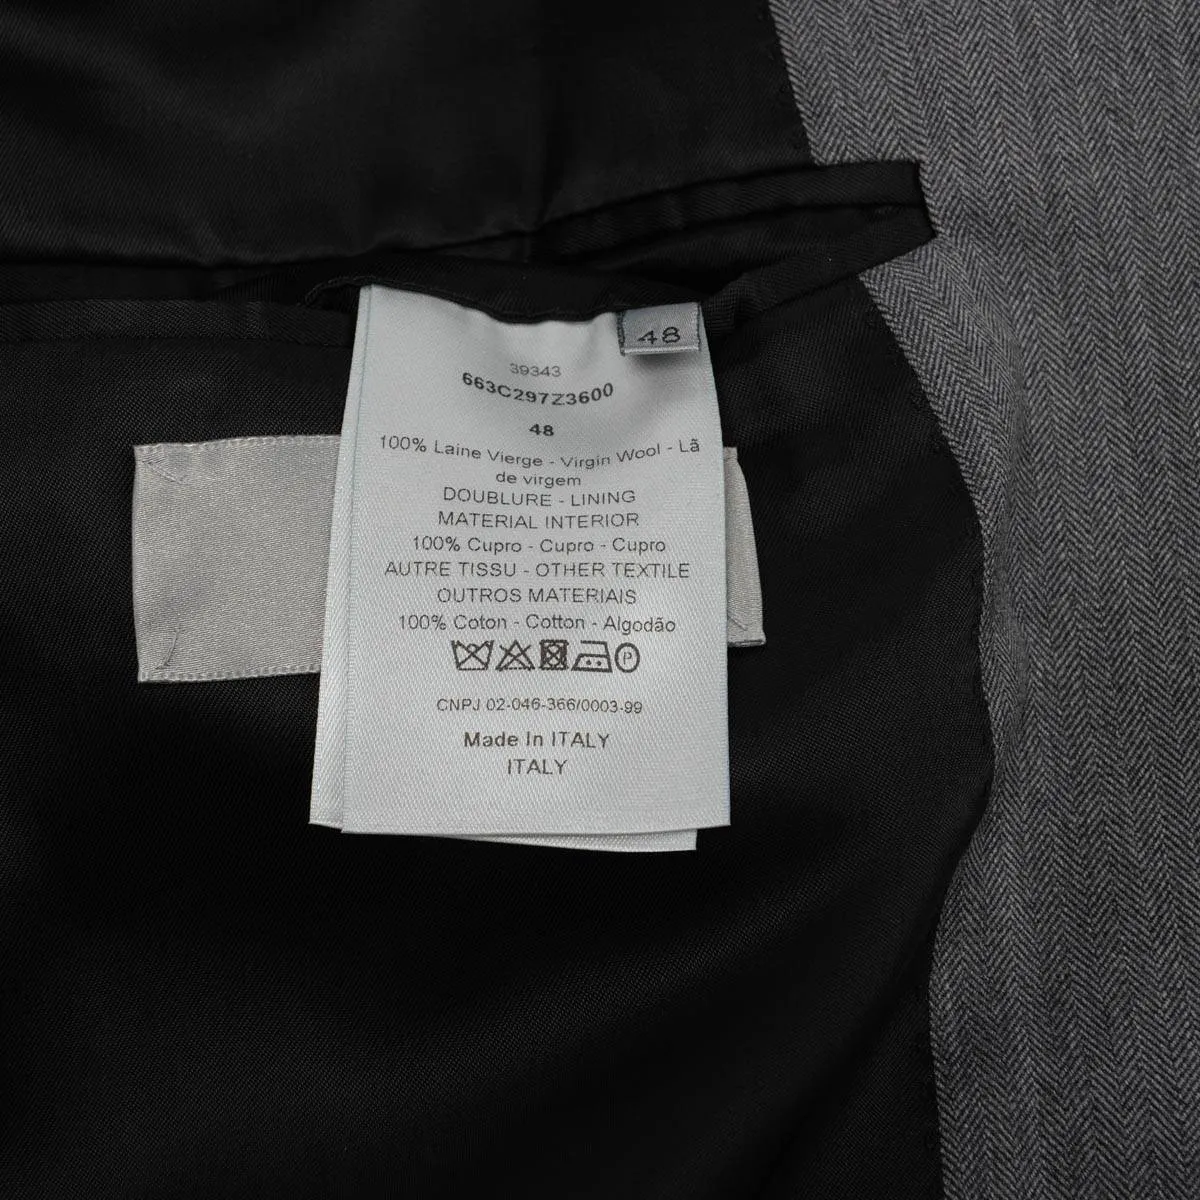 48
39343
663C297Z3600
48
100% Laine Vierge - Virgin Wool - Lã
de virgem
DOUBLURE - LINING
MATERIAL INTERIOR
100% Cupro - Cupro - Cupro
AUTRE TISSU - OTHER TEXTILE
OUTROS MATERIAIS
100% Coton - Cotton - Algodão
P
CNPJ 02-046-366/0003-99
Made In ITALY
ITALY